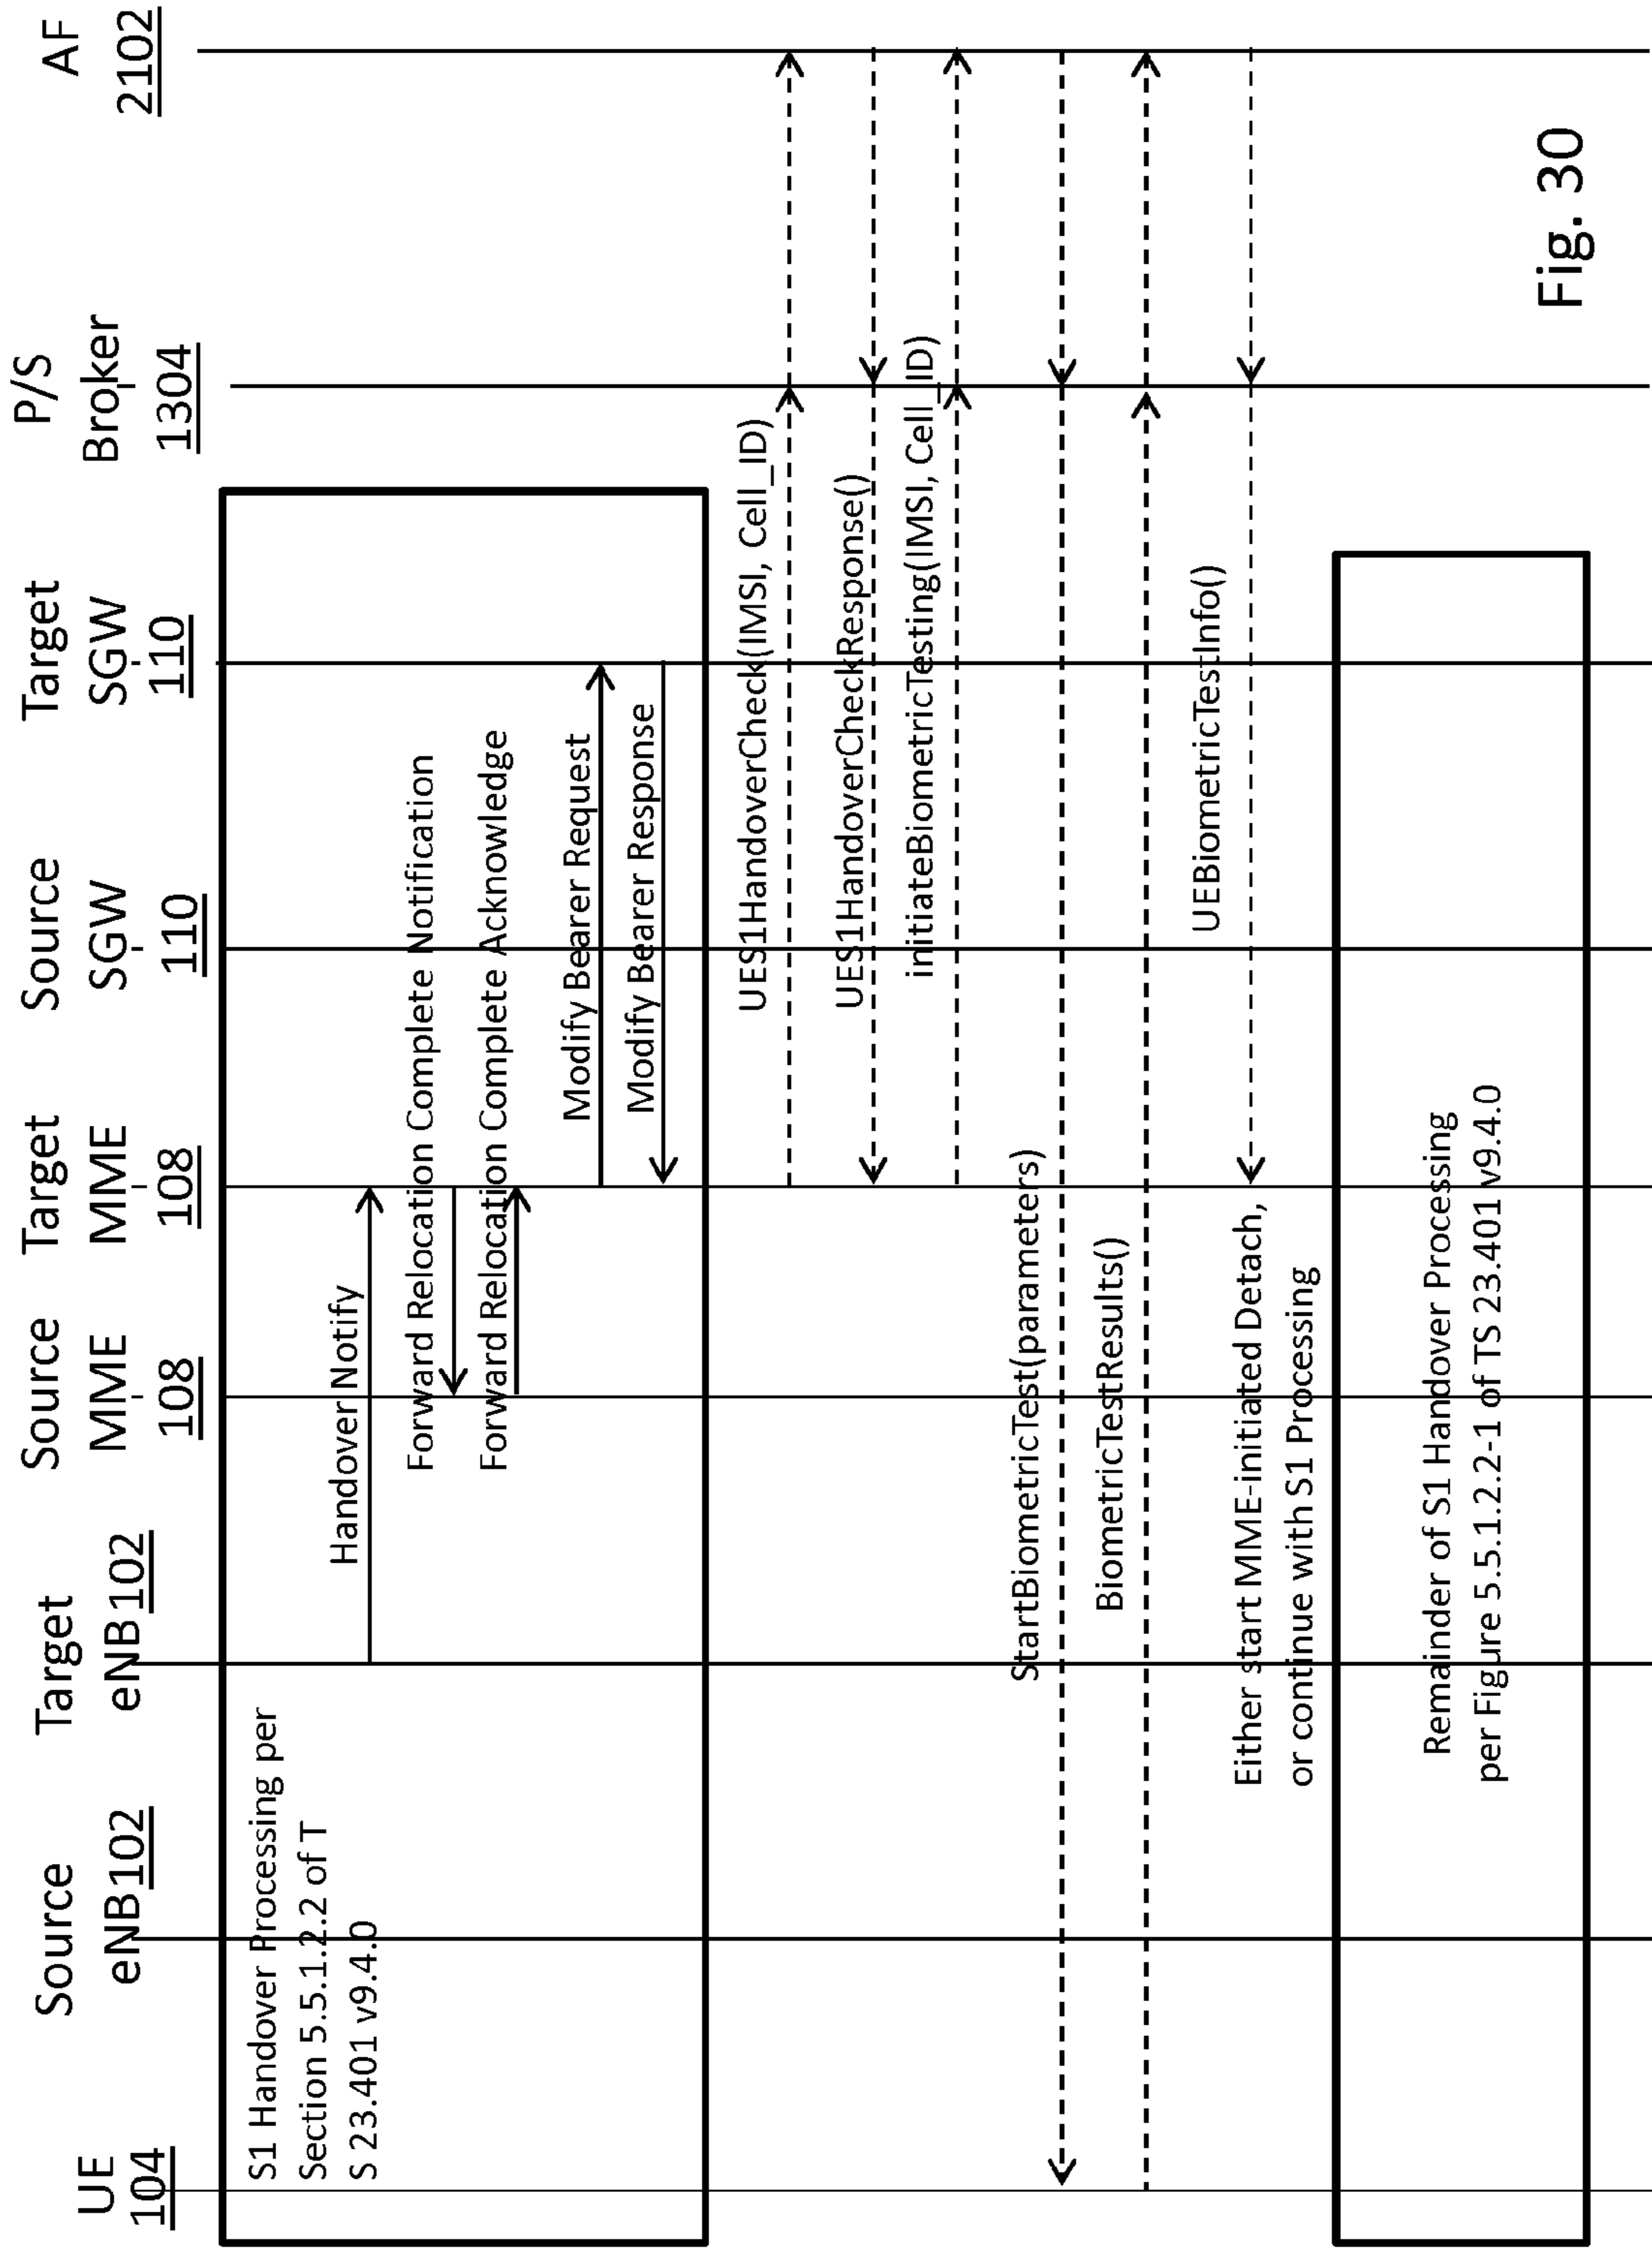 UE
104
Source
eNB102
Target
eNB102
Source
MME
108
Target
MME
108
Source
SGW
110
Target
SGW
110
P/S
Broker
1304
AF
2102
S1 Handover Processing per
Section 5.5.1.2.2 of T
S 23.401 v9.4.0
Handover Notify
Forward Relocation Complete Notification
Forward Relocation Complete Acknowledge
Modify Bearer Request
Modify Bearer Response
UES1HandoverCheck(IMSI, Cell_ID)
UES1HandoverCheckResponse()
initiateBiometricTesting(IMSI, Cell_ID)
StartBiometricTest(parameters)
BiometricTestResults()
UEBiometricTestInfo()
Either start MME-initiated Detach,
or continue with S1 Processing
Remainder of S1 Handover Processing
per Figure 5.5.1.2.2-1 of TS 23.401 v9.4.0
Fig. 30